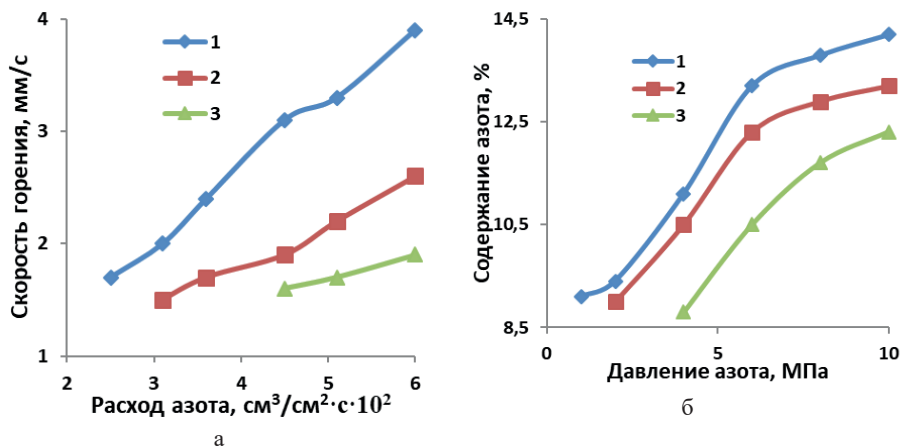 Скорость горения, мм/с
4
3
2
1
1
2
3
2 3 4 5 6
Расход азота, см³/см²·с·10²
а
Содержание азота, %
14,5
12,5
10,5
8,5
1
2
3
0 5 10
Давление азота, МПа
б